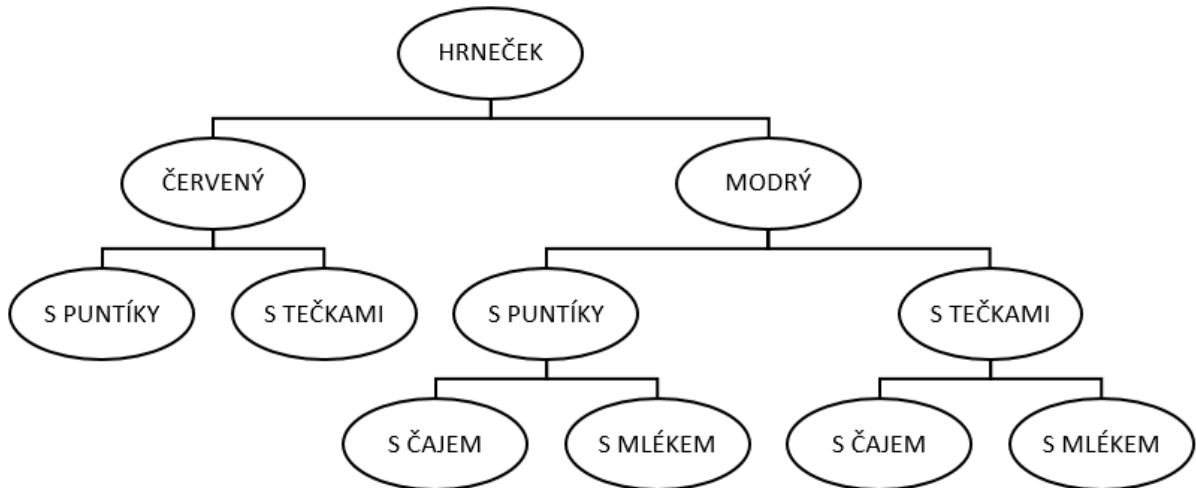 HRNEČEK
ČERVENÝ
MODRÝ
S PUNTÍKY
S TEČKAMI
S PUNTÍKY
S TEČKAMI
S ČAJEM
S MLÉKEM
S ČAJEM
S MLÉKEM